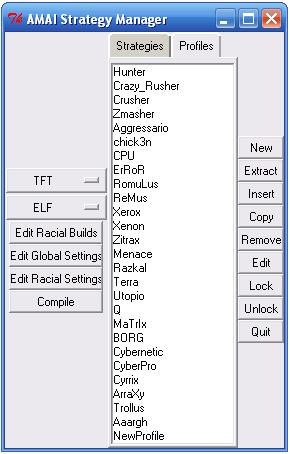 AMAI Strategy Manager
Strategies Profiles
TFT
ELF
Edit Racial Builds
Edit Global Settings
Edit Racial Settings
Compile
Hunter
Crazy_Rusher
Crusher
Zmasher
Aggressario
chick3n
CPU
ErRoR
RomuLus
ReMus
Xerox
Xenon
Zitrax
Menace
Razkal
Terra
Utopio
Q
MaTrIx
BORG
Cybernetic
CyberPro
Cyrrix
ArraXy
Trollus
Aaargh
NewProfile
New
Extract
Insert
Copy
Remove
Edit
Lock
Unlock
Quit